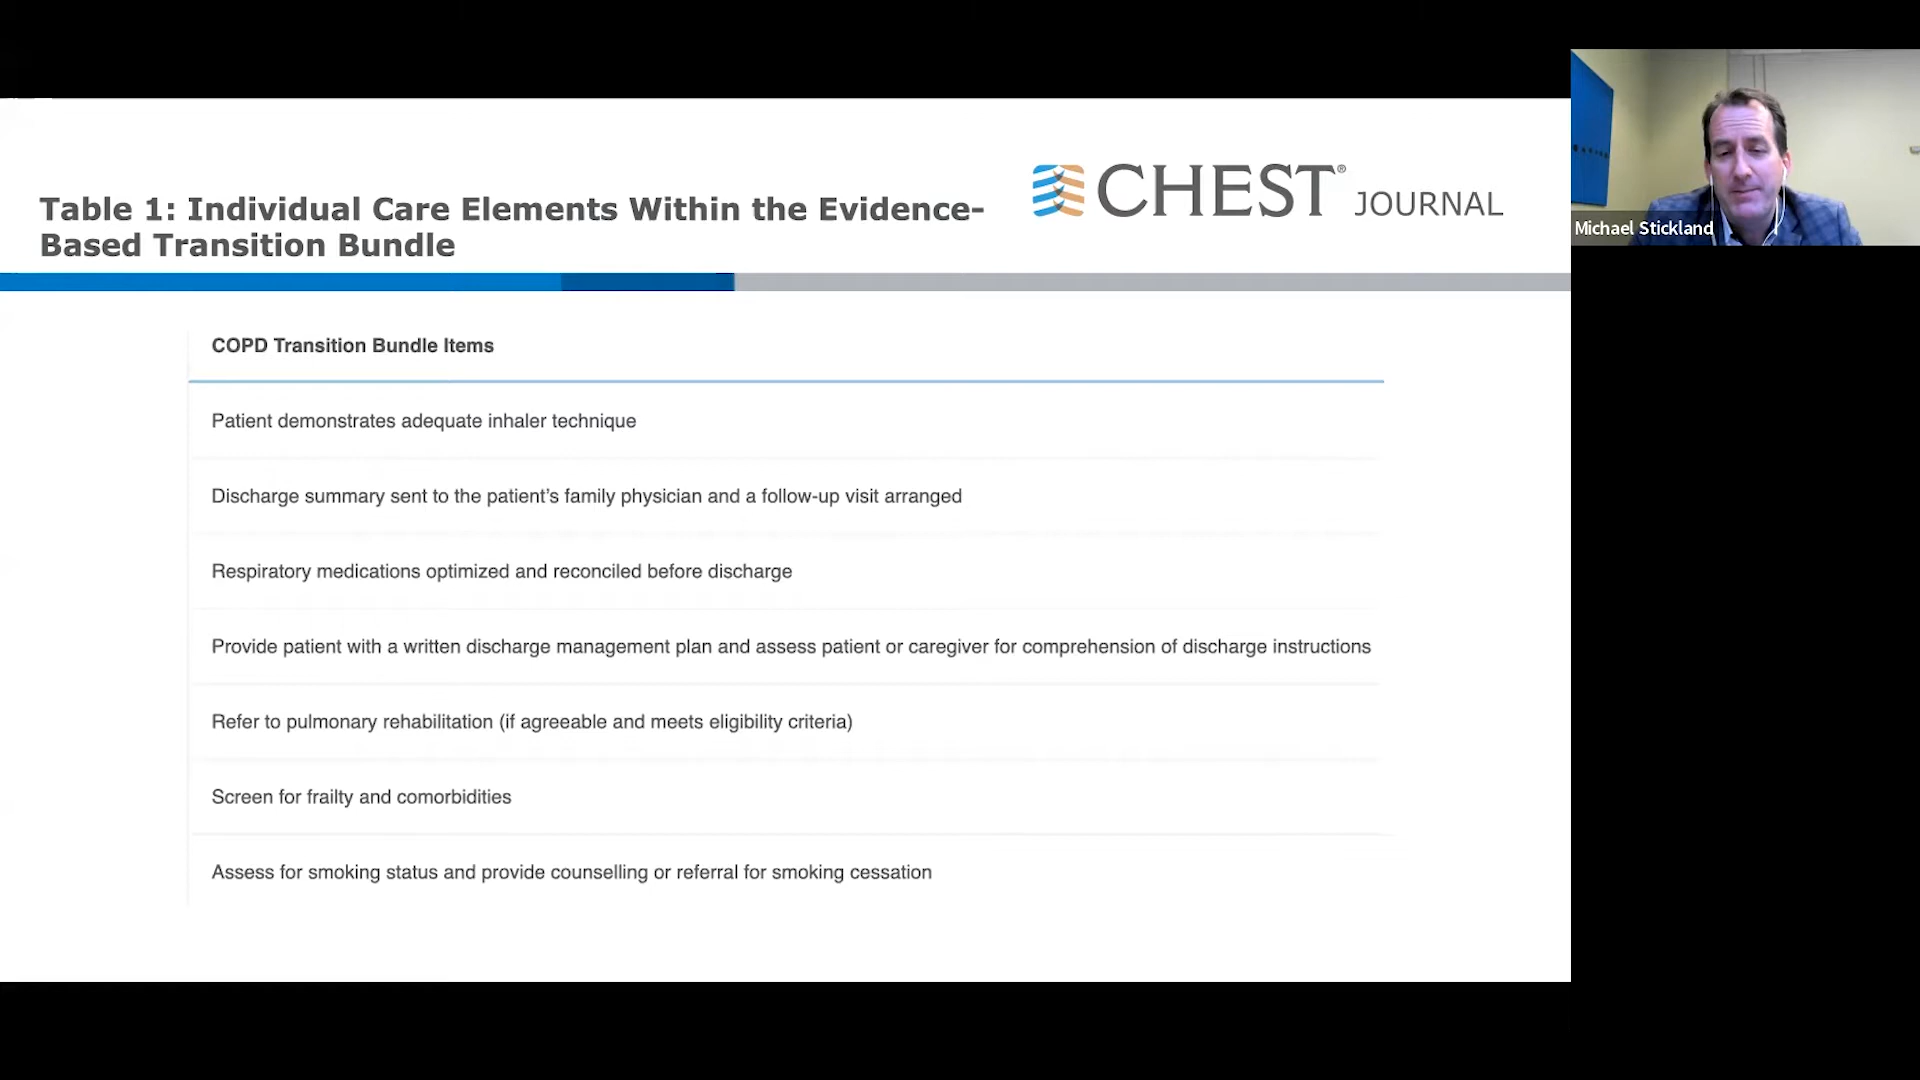 Table 1: Individual Care Elements Within the Evidence-
Based Transition Bundle
CHEST® JOURNAL
Michael Stickland
COPD Transition Bundle Items
Patient demonstrates adequate inhaler technique
Discharge summary sent to the patient’s family physician and a follow-up visit arranged
Respiratory medications optimized and reconciled before discharge
Provide patient with a written discharge management plan and assess patient or caregiver for comprehension of discharge instructions
Refer to pulmonary rehabilitation (if agreeable and meets eligibility criteria)
Screen for frailty and comorbidities
Assess for smoking status and provide counselling or referral for smoking cessation